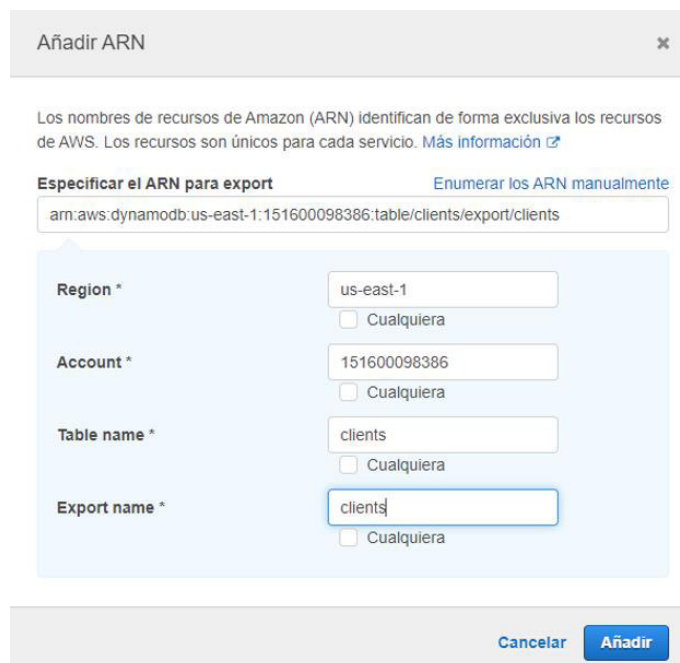 Añadir ARN
Los nombres de recursos de Amazon (ARN) identifican de forma exclusiva los recursos
de AWS. Los recursos son únicos para cada servicio. Más información
Especificar el ARN para export Enumerar los ARN manualmente
arn:aws:dynamodb:us-east-1:151600098386:table/clients/export/clients
Region * us-east-1
Cualquiera
Account * 151600098386
Cualquiera
Table name * clients
Cualquiera
Export name * clients
Cualquiera
Cancelar Añadir